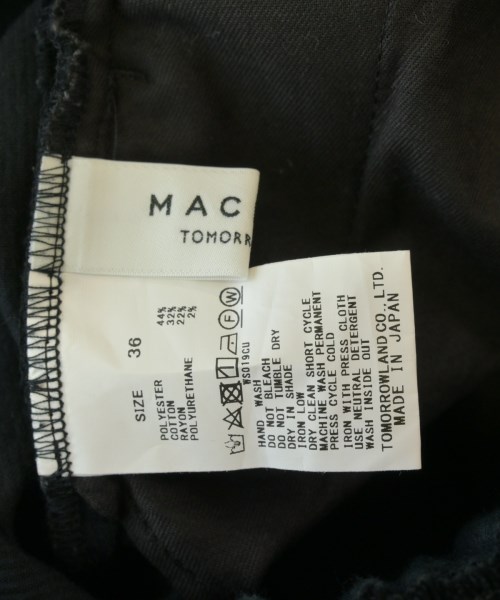 MAC
TOMORR
SIZE 36
POLYESTER 44%
COTTON 32%
RAYON 22%
POLYURETHANE 2%
W W
WS019CU
HAND WASH
DO NOT BLEACH
DO NOT TUMBLE DRY
DRY IN SHADE
IRON LOW
DRY CLEAN SHORT CYCLE
MACHINE WASH PERMANENT
PRESS CYCLE COLD
IRON WITH PRESS CLOTH
USE NEUTRAL DETERGENT
WASH INSIDE OUT
TOMORROWLAND CO., LTD.
MADE IN JAPAN